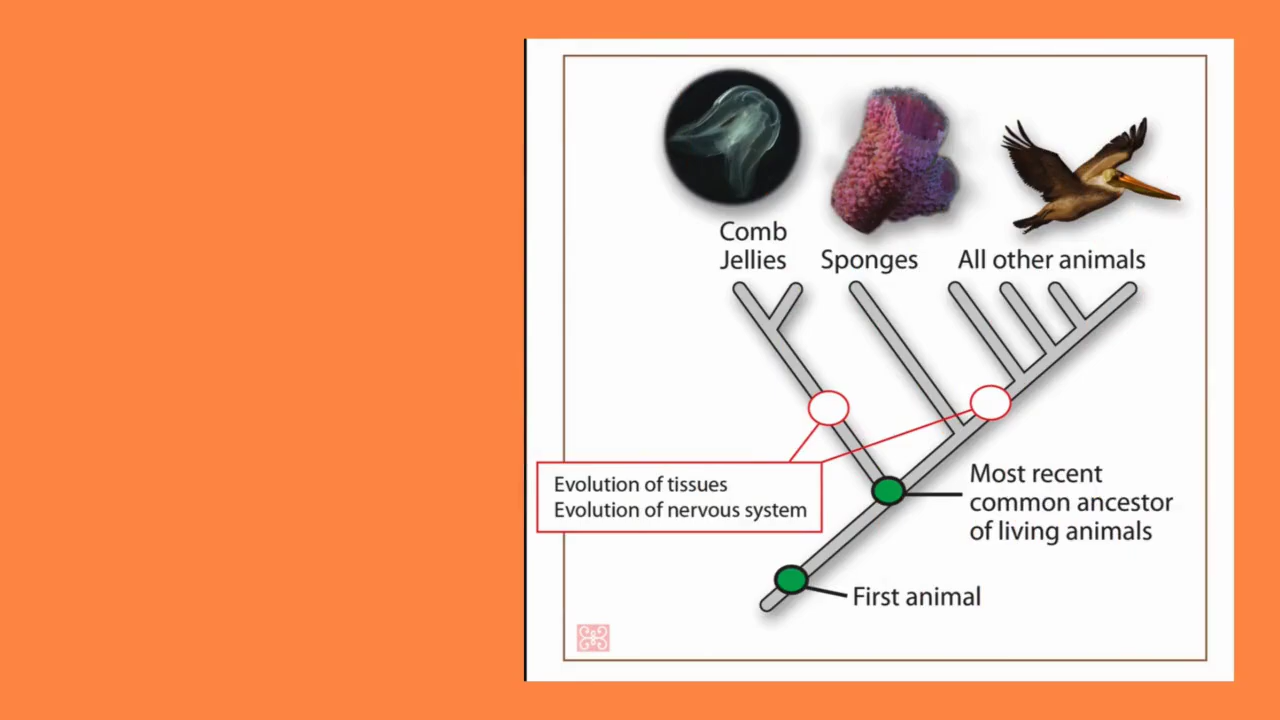 Comb
Jellies
Sponges
All other animals
Evolution of tissues
Evolution of nervous system
Most recent
common ancestor
of living animals
First animal